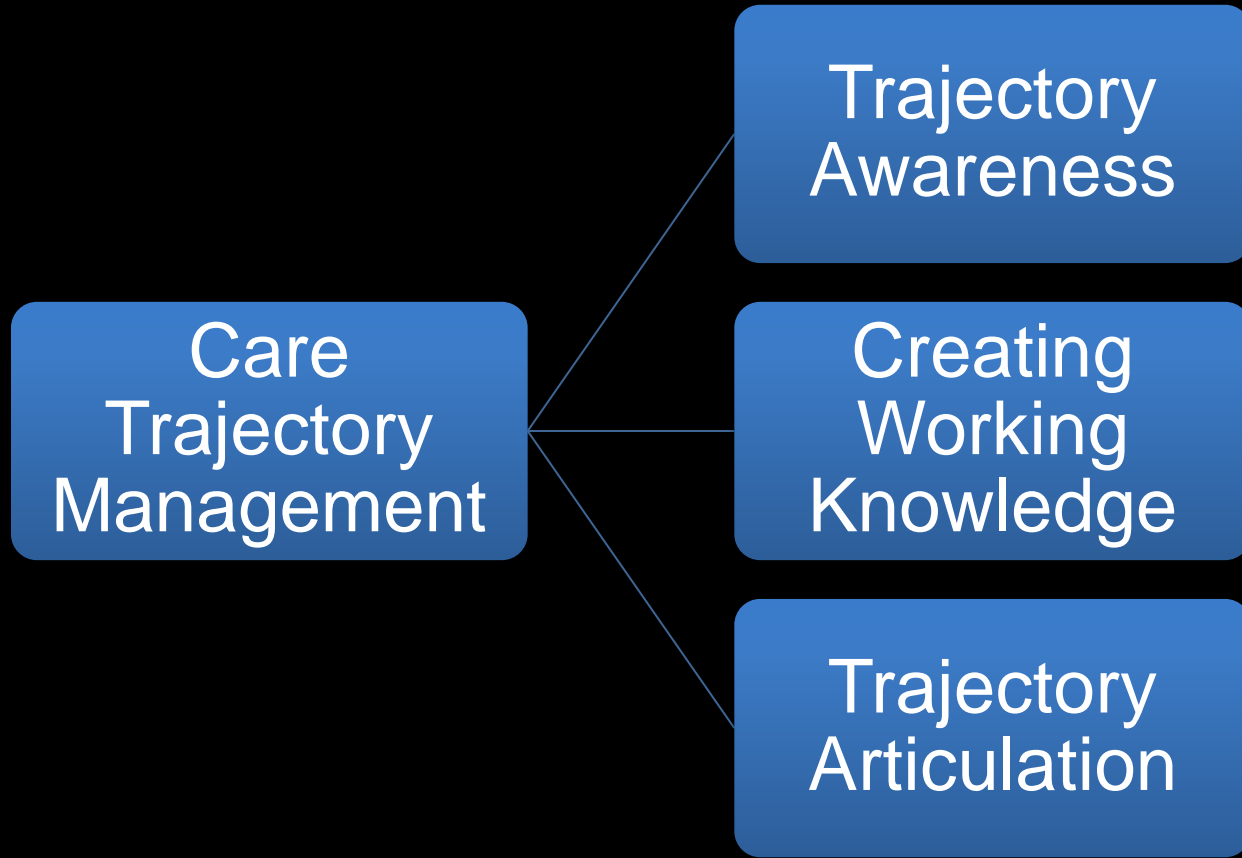 Care
Trajectory
Management
Trajectory
Awareness
Creating
Working
Knowledge
Trajectory
Articulation